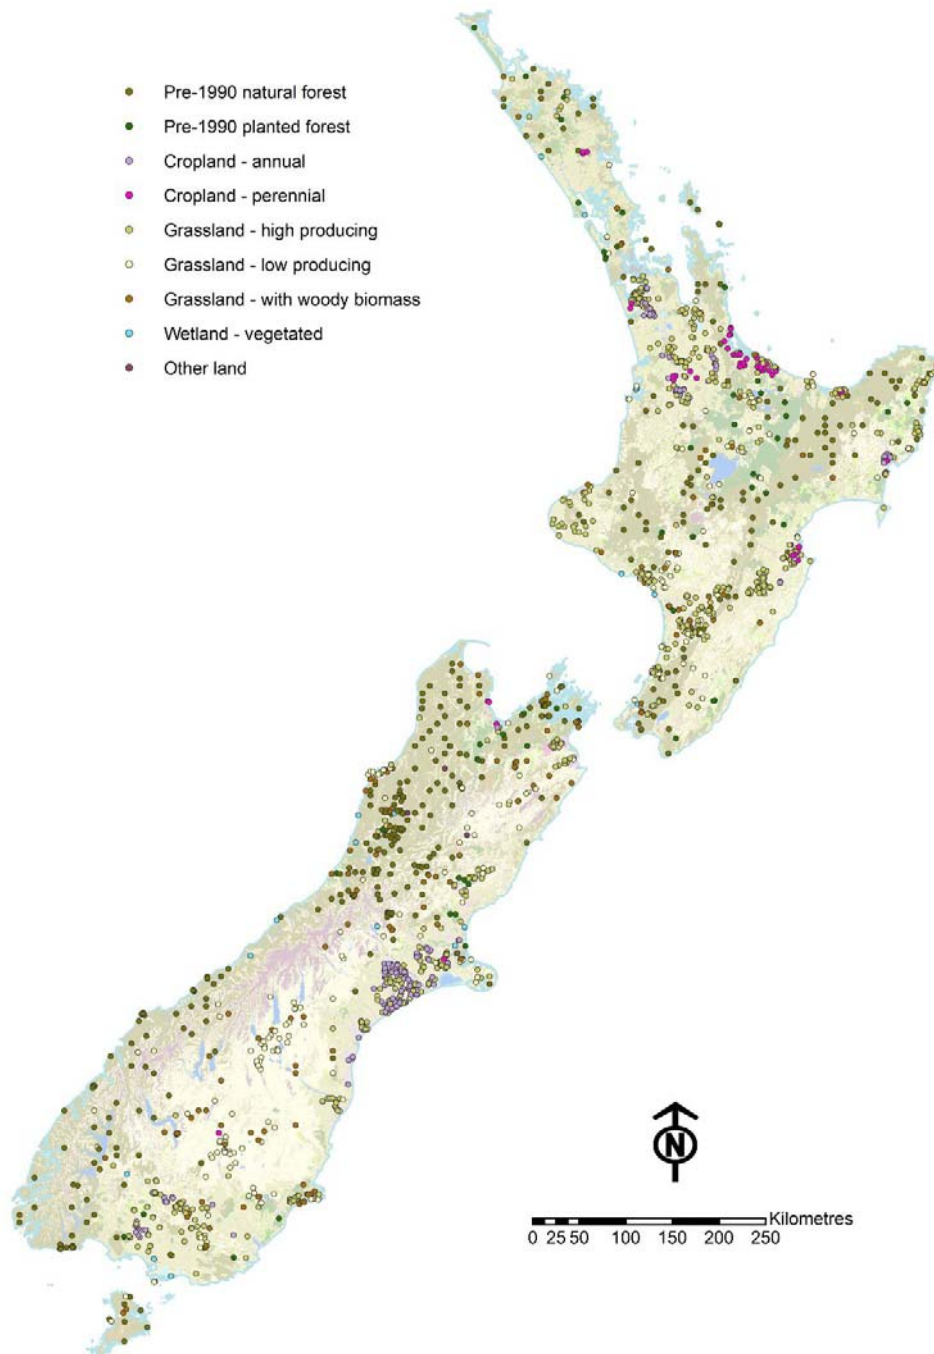 Pre-1990 natural forest
Pre-1990 planted forest
Cropland - annual
Cropland - perennial
Grassland - high producing
Grassland - low producing
Grassland - with woody biomass
Wetland - vegetated
Other land
N
Kilometres
0 25 50 100 150 200 250